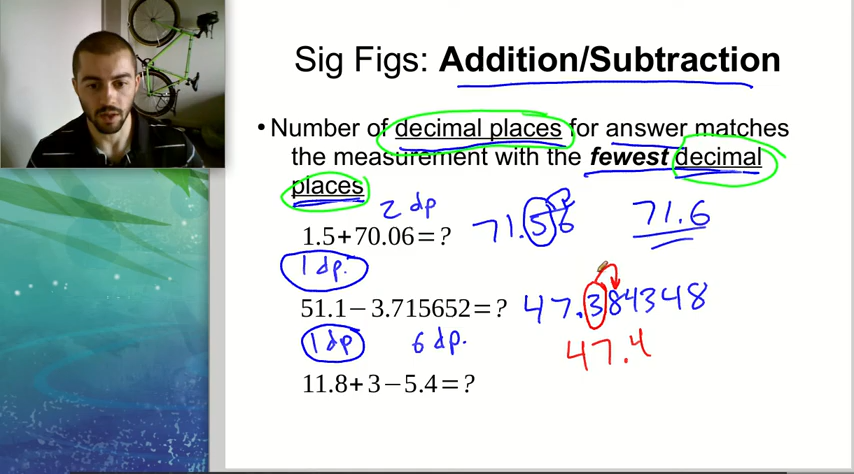 Sig Figs: Addition/Subtraction
• Number of decimal places for answer matches
the measurement with the fewest decimal
places
2 dp
1.5+70.06=? 71.56 71.6
1 dp.
51.1−3.715652=? 47.384348
1 dp 6 dp. 47.4
11.8+3−5.4=?